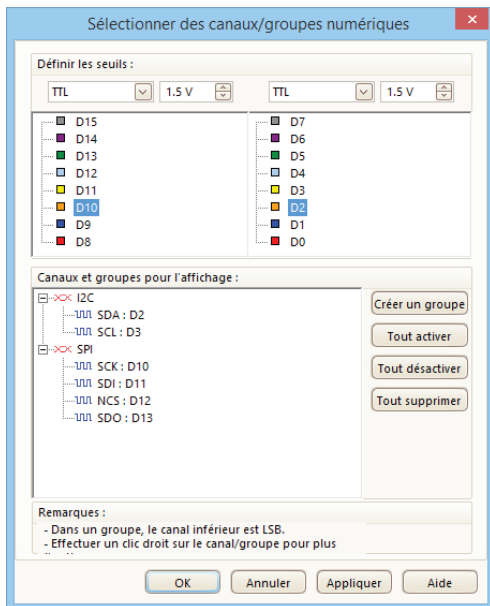 Sélectionner des canaux/groupes numériques
Définir les seuils :
TTL 1.5 V TTL 1.5 V
D15 D7
D14 D6
D13 D5
D12 D4
D11 D3
D10 D2
D9 D1
D8 D0
Canaux et groupes pour l'affichage :
I2C
SDA : D2
SCL : D3
SPI
SCK : D10
SDI : D11
NCS : D12
SDO : D13
Créer un groupe
Tout activer
Tout désactiver
Tout supprimer
Remarques :
- Dans un groupe, le canal inférieur est LSB.
- Effectuer un clic droit sur le canal/groupe pour plus
OK Annuler Appliquer Aide